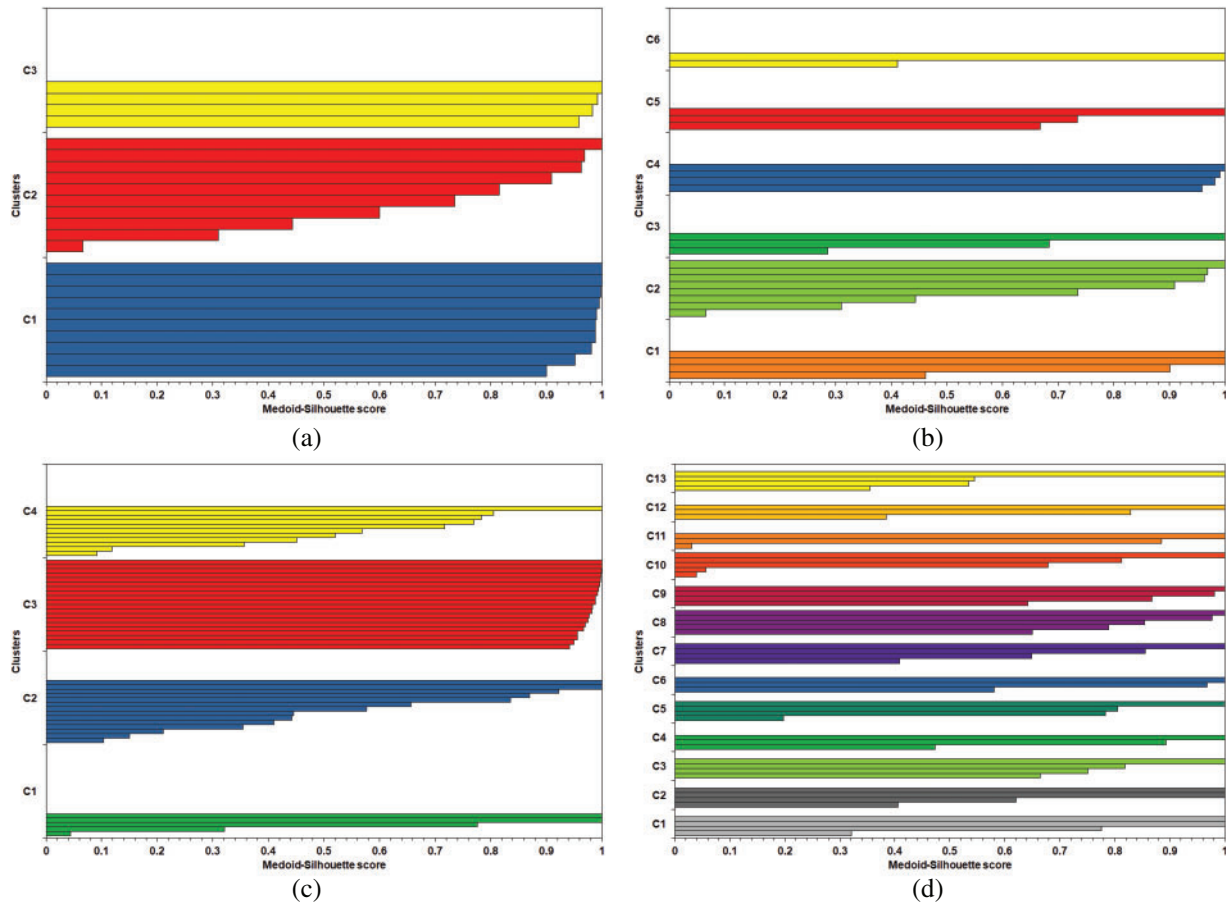 C3
C2
C1
Clusters
0 0.1 0.2 0.3 0.4 0.5 0.6 0.7 0.8 0.9 1
Medoid-Silhouette score
(a)
C6
C5
C4
C3
C2
C1
Clusters
0 0.1 0.2 0.3 0.4 0.5 0.6 0.7 0.8 0.9 1
Medoid-Silhouette score
(b)
C4
C3
C2
C1
Clusters
0 0.1 0.2 0.3 0.4 0.5 0.6 0.7 0.8 0.9 1
Medoid-Silhouette score
(c)
C13
C12
C11
C10
C9
C8
C7
C6
C5
C4
C3
C2
C1
Clusters
0 0.1 0.2 0.3 0.4 0.5 0.6 0.7 0.8 0.9 1
Medoid-Silhouette score
(d)